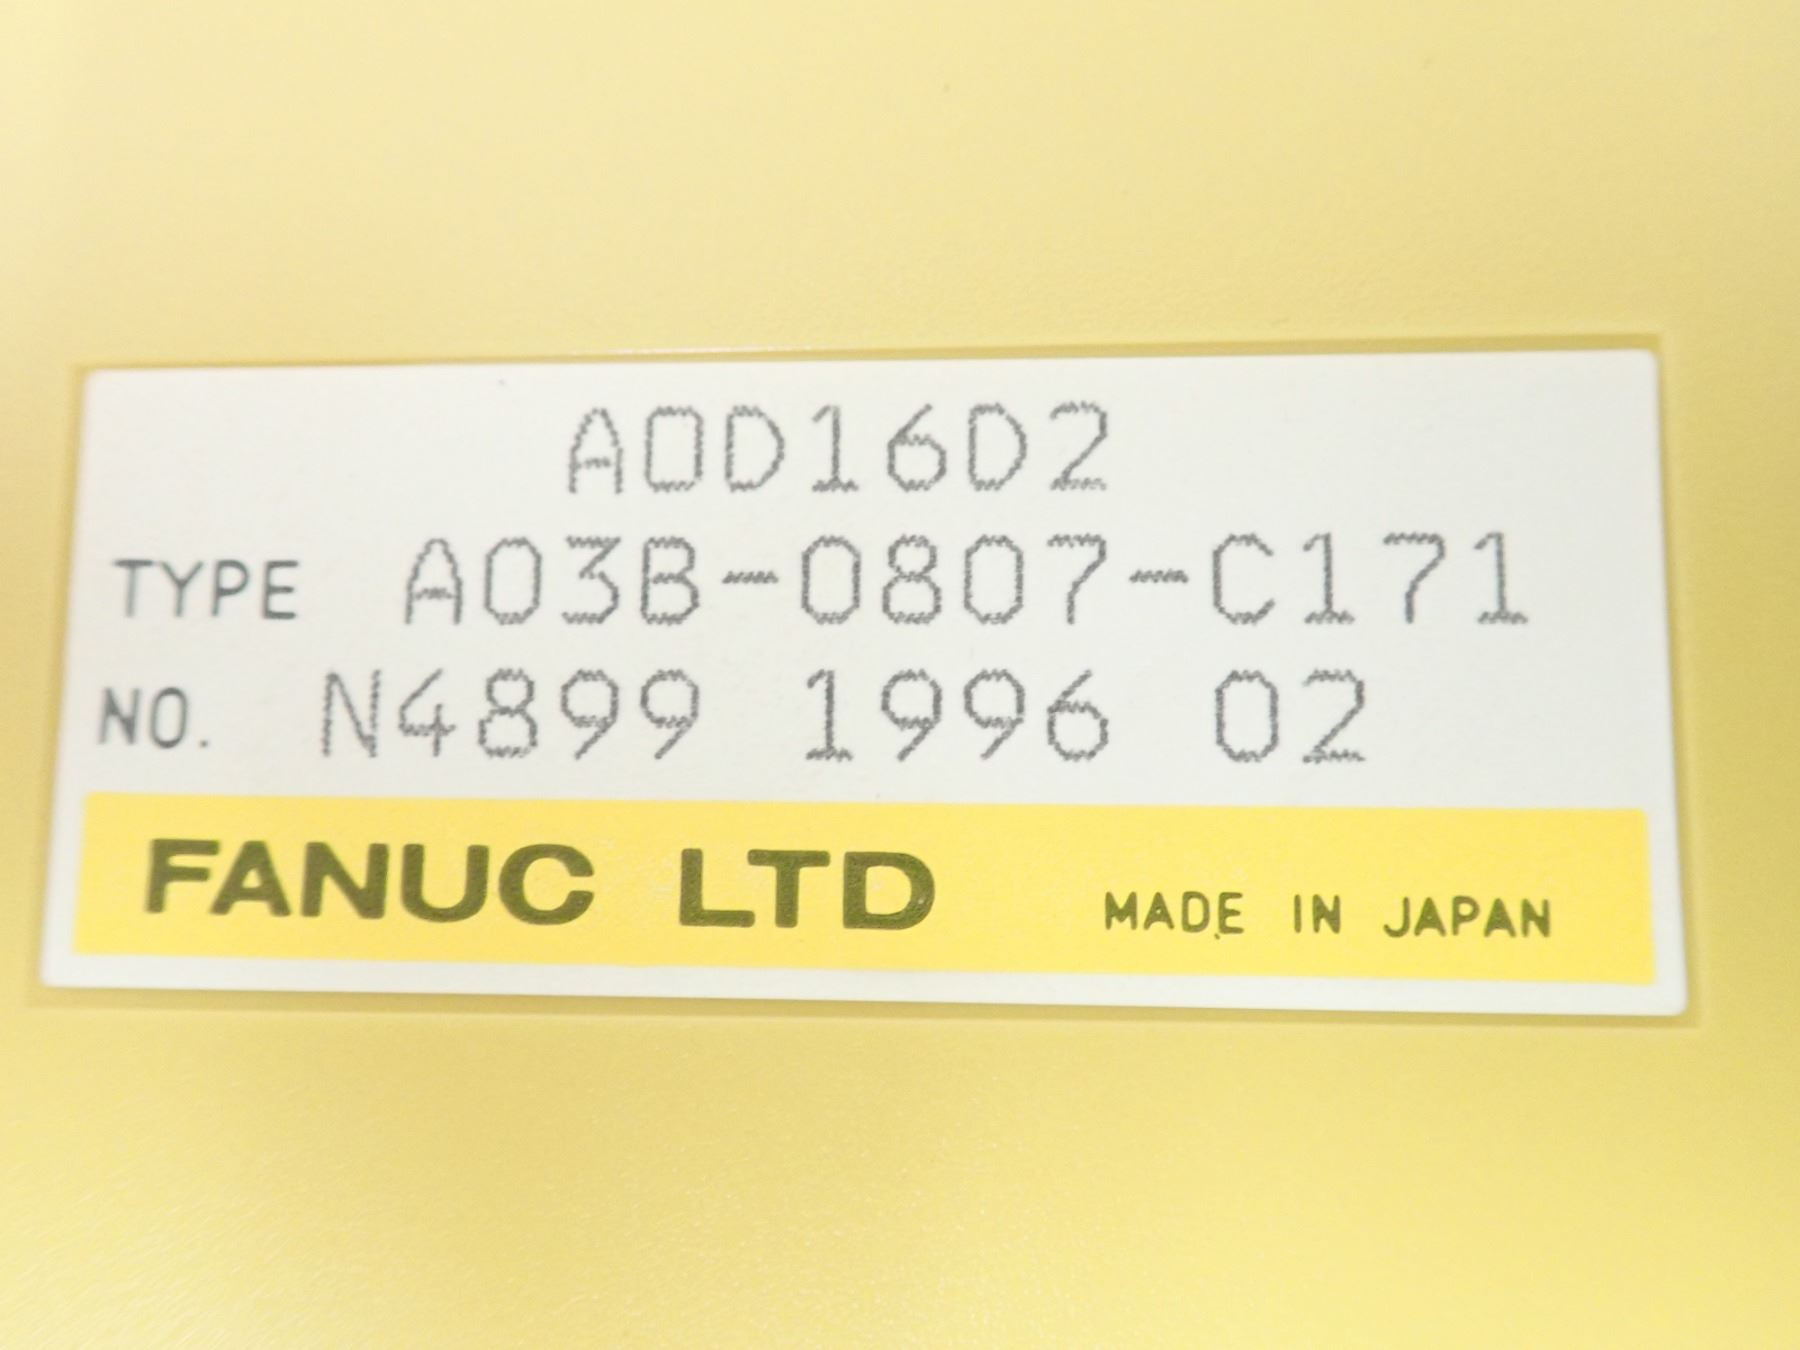 AOD16D2
TYPE A03B-0807-C171
NO. N4899 1996 02
FANUC LTD MADE IN JAPAN